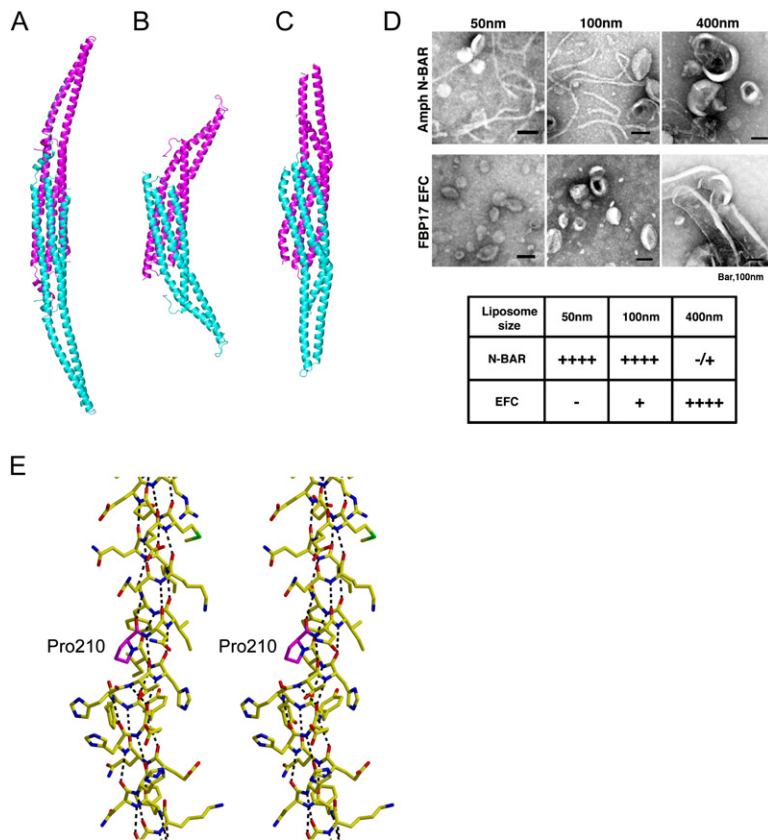 A
B
C
D
50nm 100nm 400nm
Amph N-BAR
FBP17 EFC
Bar,100nm
Liposome size 50nm 100nm 400nm
N-BAR ++++ ++++ -/+
EFC - + ++++
E
Pro210 Pro210